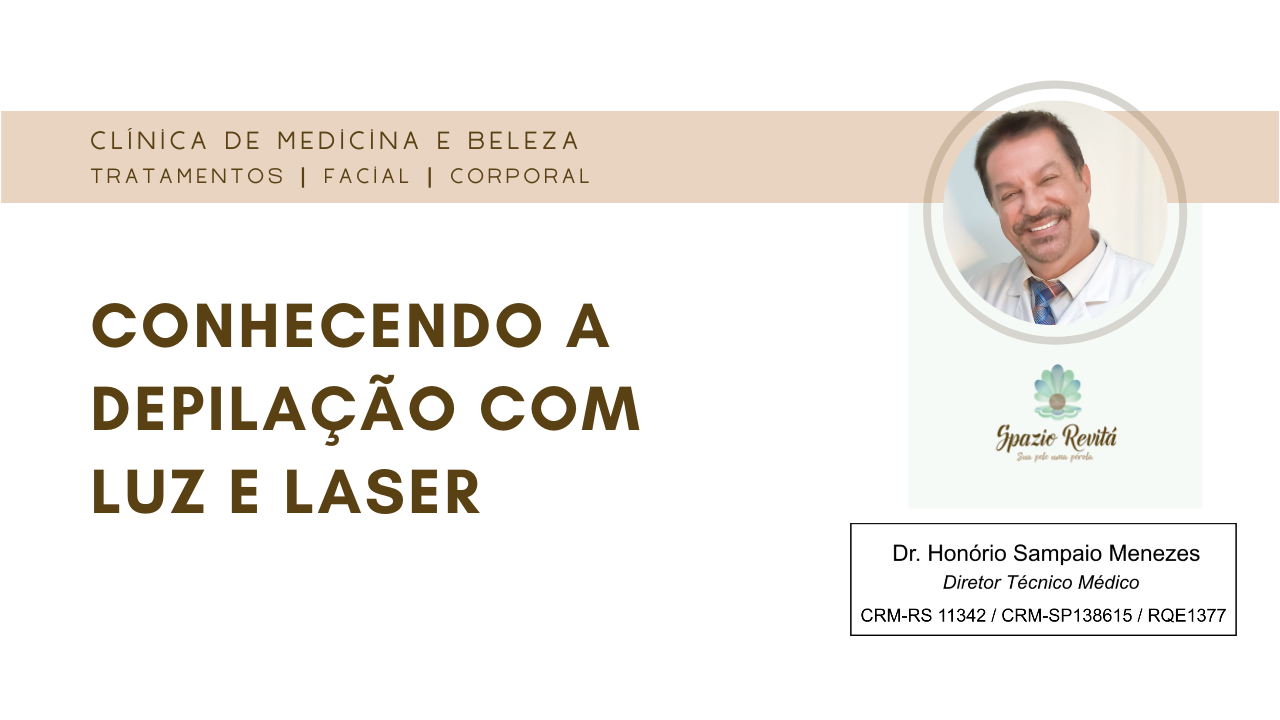 CLÍNICA DE MEDICINA E BELEZA
TRATAMENTOS | FACIAL | CORPORAL
CONHECENDO A
DEPILAÇÃO COM
LUZ E LASER
Spazio Revitá
Sua pele uma pérola
Dr. Honório Sampaio Menezes
Diretor Técnico Médico
CRM-RS 11342 / CRM-SP138615 / RQE1377